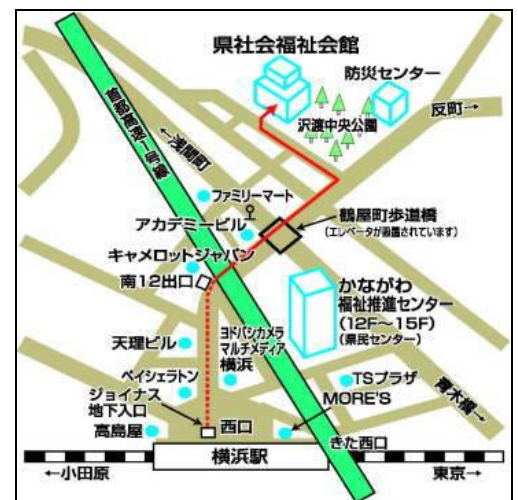 県社会福祉会館
防災センター
沢渡中央公園
反町→
首都高速一号線
←浅間町
ファミリーマート
アカデミービル
鶴屋町歩道橋
(エレベータが設置されています)
キャメロットジャパン
南12出口
かながわ
福祉推進センター
(12F～15F)
(県民センター)
天理ビル
ヨドバシカメラ
マルチメディア
横浜
ベイシェラトン
TSプラザ
青木橋→
ジョイナス
地下入口
MORE'S
高島屋
西口
きた西口
横浜駅
←小田原
東京→